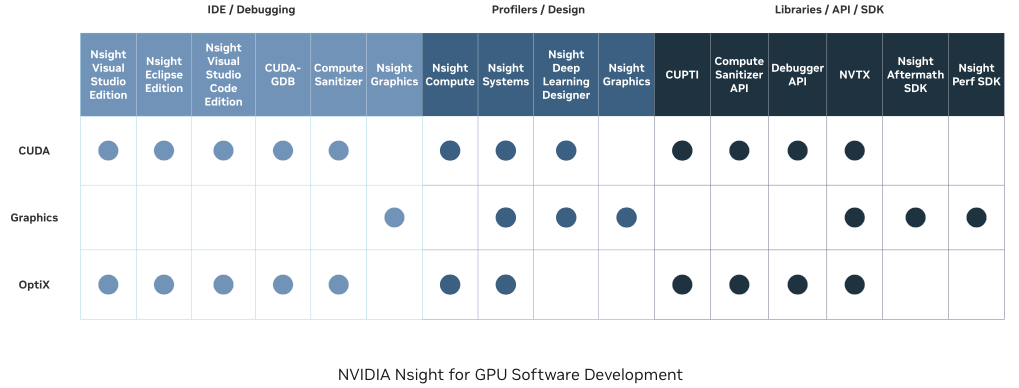 IDE / Debugging
Profilers / Design
Libraries / API / SDK
Nsight
Visual
Studio
Edition
Nsight
Eclipse
Edition
Nsight
Visual
Studio
Code
Edition
CUDA-
GDB
Compute
Sanitizer
Nsight
Graphics
Nsight
Compute
Nsight
Systems
Nsight
Deep
Learning
Designer
Nsight
Graphics
CUPTI
Compute
Sanitizer
API
Debugger
API
NVTX
Nsight
Aftermath
SDK
Nsight
Perf SDK
CUDA
Graphics
OptiX
NVIDIA Nsight for GPU Software Development